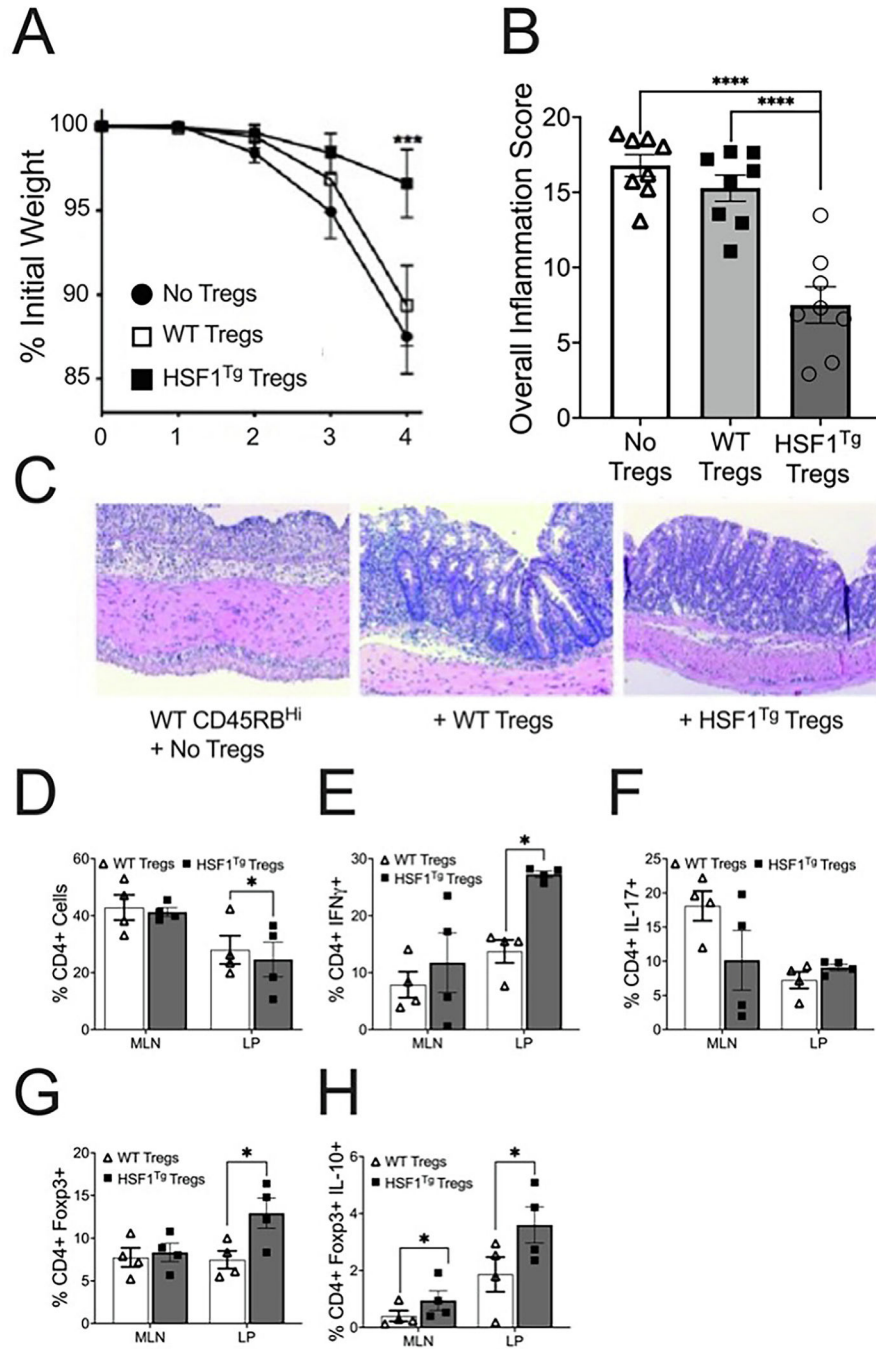 A
% Initial Weight
100
95
90
85
0 1 2 3 4
***
No Tregs
WT Tregs
HSF1Tg Tregs
B
Overall Inflammation Score
20
15
10
5
0
****
****
No Tregs
WT Tregs
HSF1Tg Tregs
C
WT CD45RBHi
+ No Tregs
+ WT Tregs
+ HSF1Tg Tregs
D
% CD4+ Cells
60
40
20
0
WT Tregs HSF1Tg Tregs
*
MLN LP
E
% CD4+ IFNγ+
30
20
10
0
WT Tregs
HSF1Tg Tregs
*
MLN LP
F
% CD4+ IL-17+
25
20
15
10
5
0
WT Tregs HSF1Tg Tregs
MLN LP
G
% CD4+ Foxp3+
20
15
10
5
0
WT Tregs
HSF1Tg Tregs
*
MLN LP
H
% CD4+ Foxp3+ IL-10+
6
4
2
0
WT Tregs
HSF1Tg Tregs
*
*
MLN LP